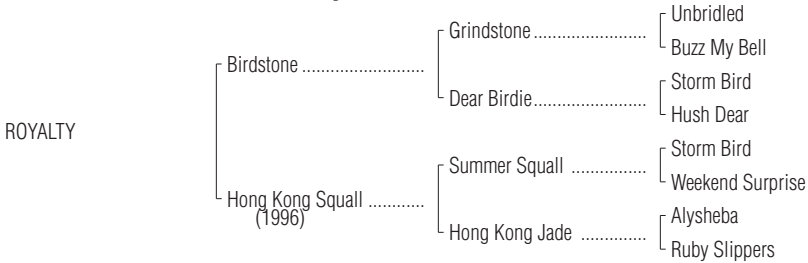 Unbridled
Grindstone ........................
Buzz My Bell
Birdstone ..........................
Storm Bird
Dear Birdie........................
Hush Dear
ROYALTY
Storm Bird
Summer Squall ................
Weekend Surprise
Hong Kong Squall ............
(1996)
Alysheba
Hong Kong Jade ..............
Ruby Slippers